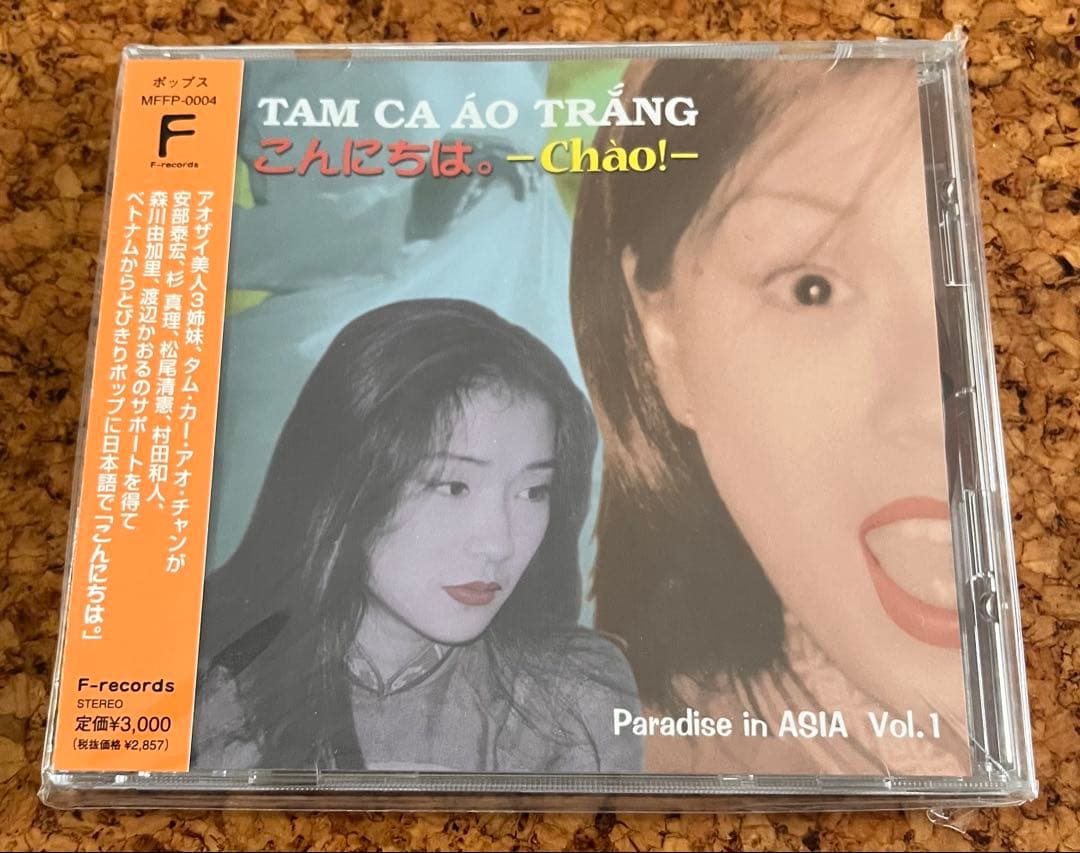 ポップス
MFFP-0004
F
F-records
アオザイ美人3姉妹、タム・カー・アオ・チャンが
安部泰宏、杉 真理、松尾清憲、村田和人、
森川由加里、渡辺かおるのサポートを得て
ベトナムからとびきりポップに日本語で「こんにちは。」
F-records
STEREO
定価¥3,000
(税抜価格 ¥2,857)
TAM CA ÁO TRẮNG
こんにちは。-Chào!-
Paradise in ASIA Vol.1